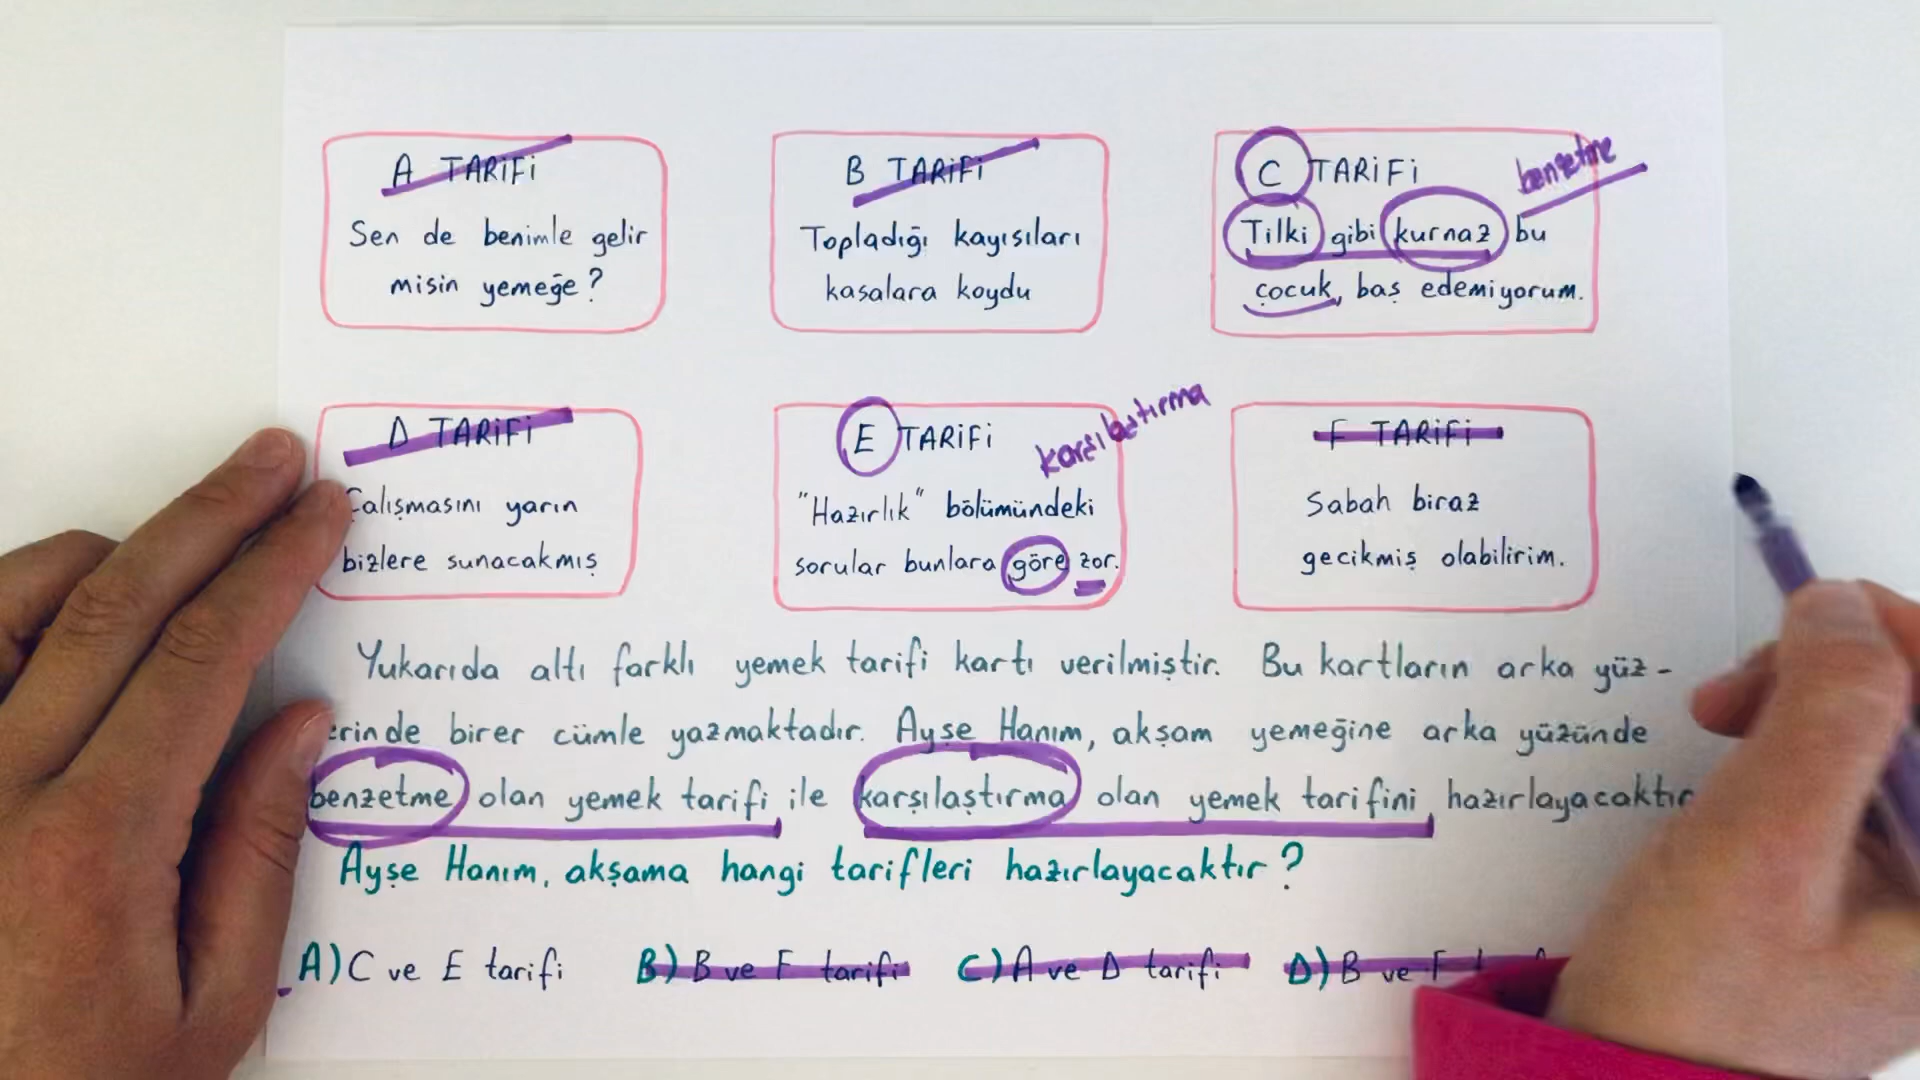 A TARİFİ
Sen de benimle gelir
misin yemeğe?
B TARİFİ
Topladığı kayısıları
kasalara koydu
C TARİFİ
benzetme
Tilki gibi kurnaz bu
çocuk, baş edemiyorum.
D TARİFİ
Çalışmasını yarın
bizlere sunacakmış
E TARİFİ
karşılaştırma
"Hazırlık" bölümündeki
sorular bunlara göre zor.
F TARİFİ
Sabah biraz
gecikmiş olabilirim.
Yukarıda altı farklı yemek tarifi kartı verilmiştir. Bu kartların arka yüz-
erinde birer cümle yazmaktadır. Ayşe Hanım, akşam yemeğine arka yüzünde
benzetme olan yemek tarifi ile karşılaştırma olan yemek tarifini hazırlayacaktır
Ayşe Hanım, akşama hangi tarifleri hazırlayacaktır?
A) C ve E tarifi B) B ve F tarifi C) A ve D tarifi D) B ve F